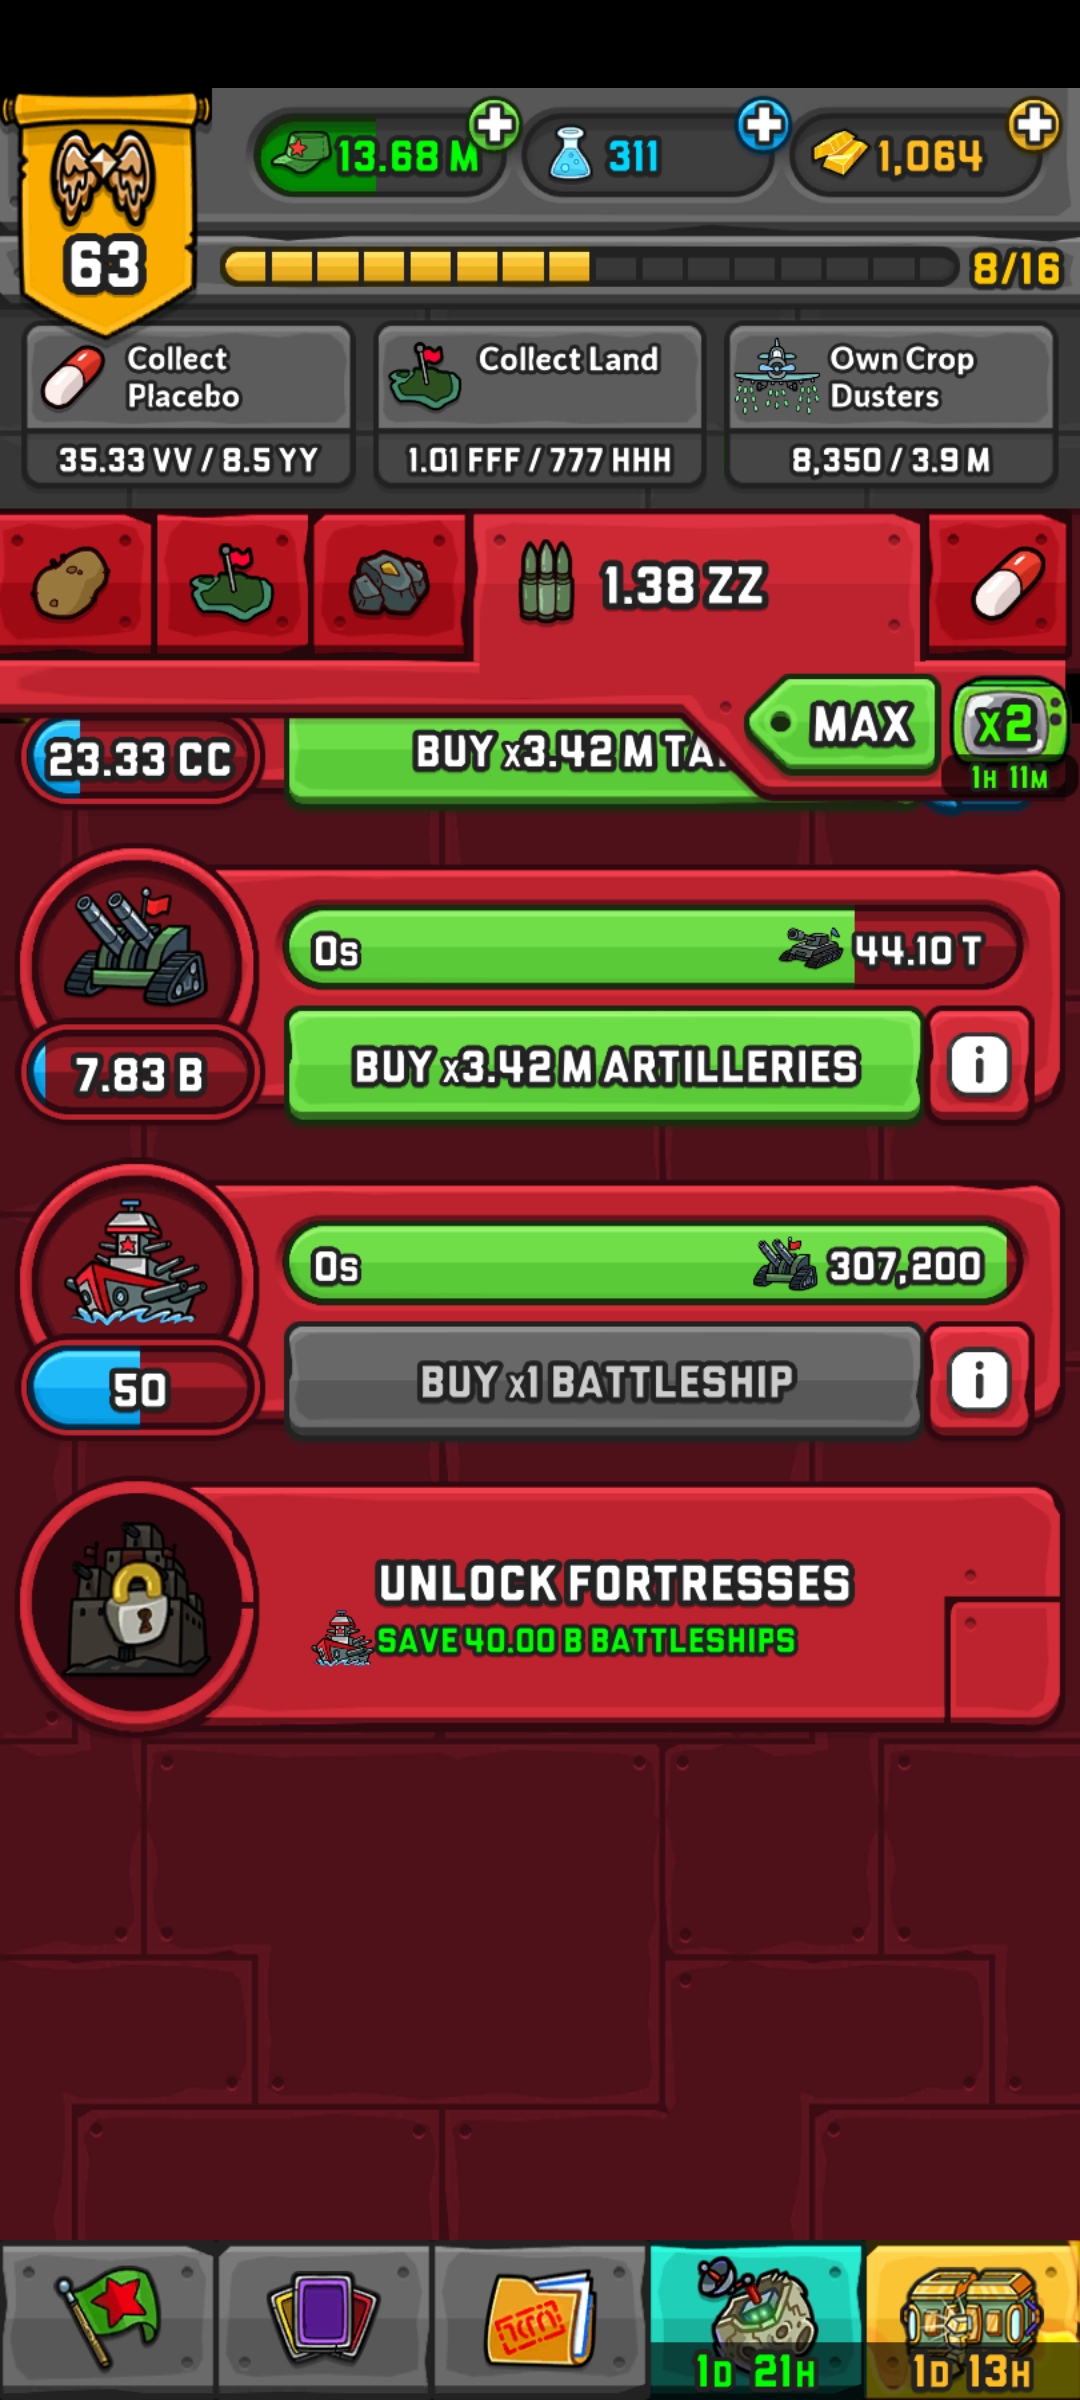 13.68 M
311
1,064
63
8/16
Collect
Placebo
35.33 VV / 8.5 YY
Collect Land
1.01 FFF / 777 HHH
Own Crop
Dusters
8,350 / 3.9 M
1.38 ZZ
MAX
x2
1H 11M
23.33 CC
BUY x3.42 M TA
0s
44.10 T
7.83 B
BUY x3.42 M ARTILLERIES
i
0s
307,200
50
BUY x1 BATTLESHIP
i
UNLOCK FORTRESSES
SAVE 40.00 B BATTLESHIPS
1D 21H
1D 13H